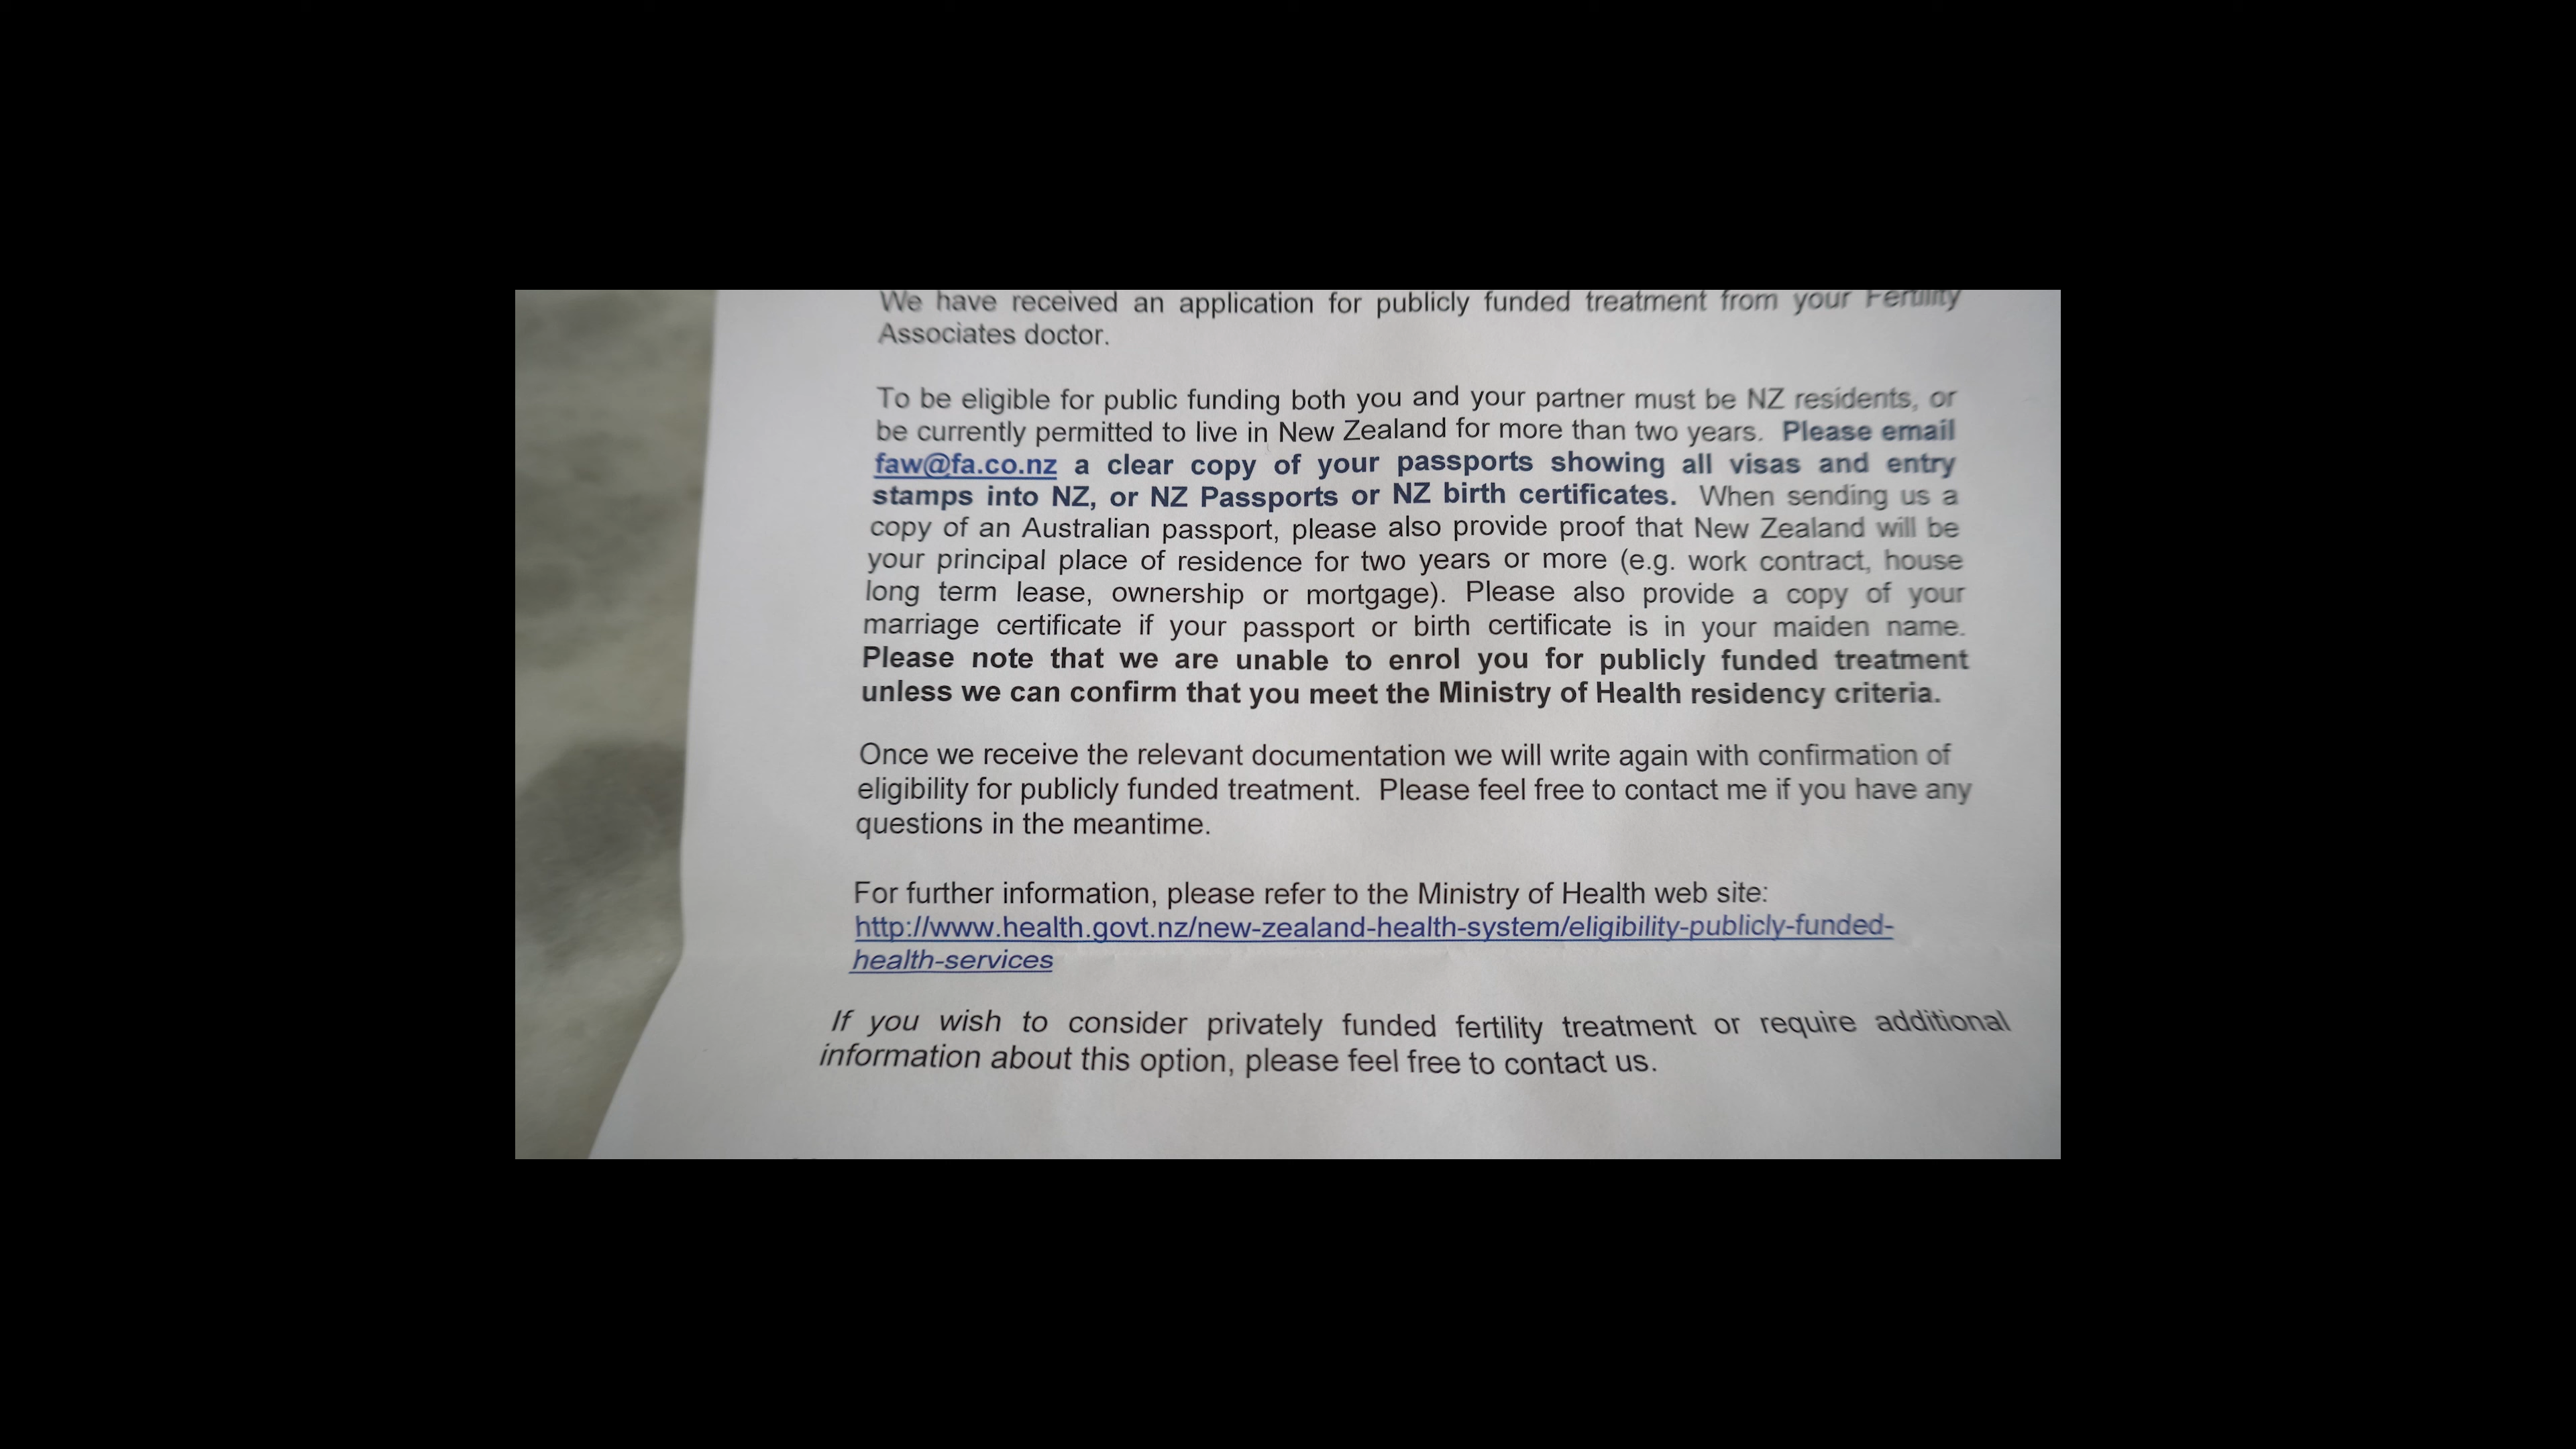 We have received an application for publicly funded treatment from your Fertility
Associates doctor.
To be eligible for public funding both you and your partner must be NZ residents, or
be currently permitted to live in New Zealand for more than two years. Please email
faw@fa.co.nz a clear copy of your passports showing all visas and entry
stamps into NZ, or NZ Passports or NZ birth certificates. When sending us a
copy of an Australian passport, please also provide proof that New Zealand will be
your principal place of residence for two years or more (e.g. work contract, house
long term lease, ownership or mortgage). Please also provide a copy of your
marriage certificate if your passport or birth certificate is in your maiden name.
Please note that we are unable to enrol you for publicly funded treatment
unless we can confirm that you meet the Ministry of Health residency criteria.
Once we receive the relevant documentation we will write again with confirmation of
eligibility for publicly funded treatment. Please feel free to contact me if you have any
questions in the meantime.
For further information, please refer to the Ministry of Health web site:
http://www.health.govt.nz/new-zealand-health-system/eligibility-publicly-funded-
health-services
If you wish to consider privately funded fertility treatment or require additional
information about this option, please feel free to contact us.